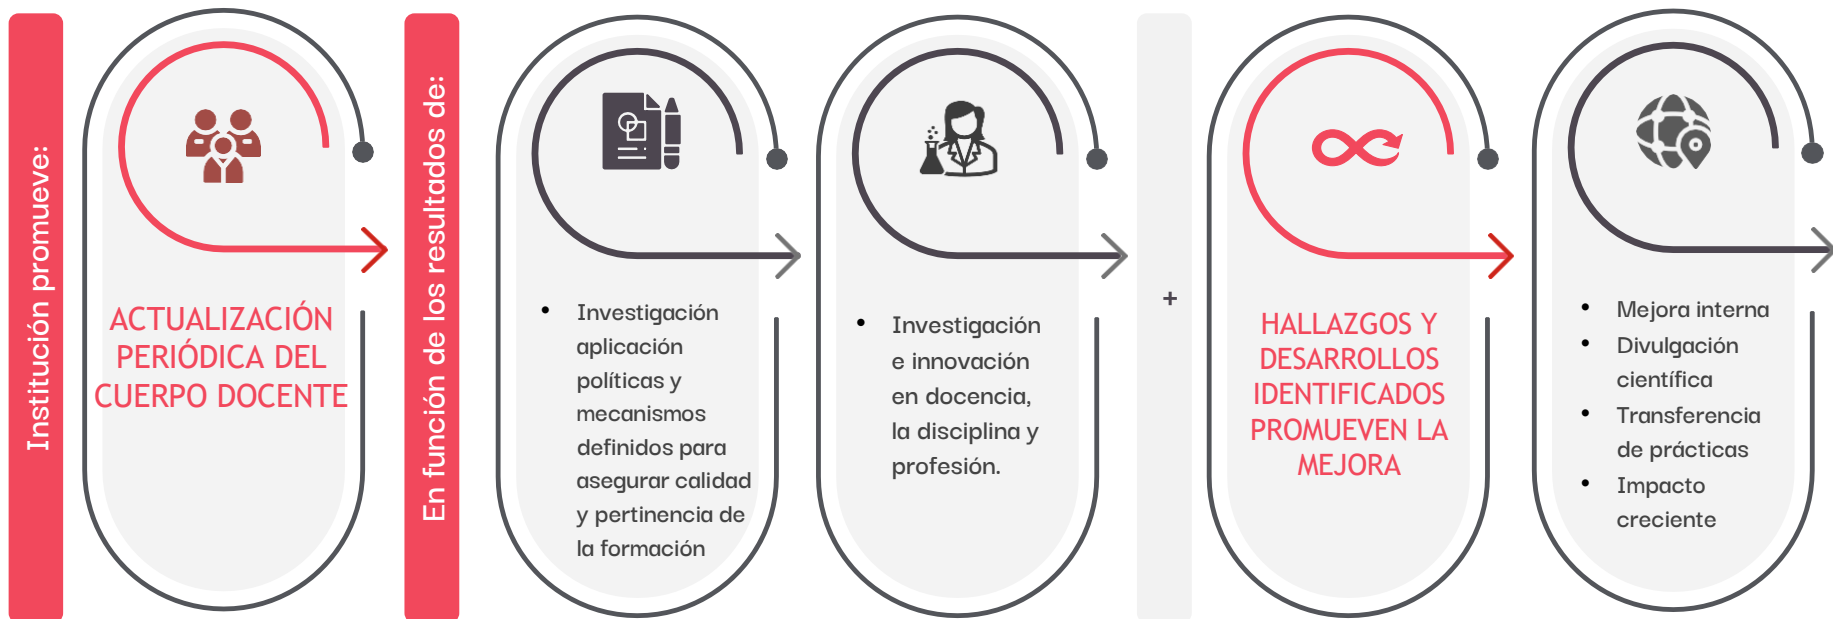 Institución promueve:
ACTUALIZACIÓN
PERIÓDICA DEL
CUERPO DOCENTE
En función de los resultados de:
• Investigación
aplicación
políticas y
mecanismos
definidos para
asegurar calidad
y pertinencia de
la formación
• Investigación
e innovación
en docencia,
la disciplina y
profesión.
+
HALLAZGOS Y
DESARROLLOS
IDENTIFICADOS
PROMUEVEN LA
MEJORA
• Mejora interna
• Divulgación
científica
• Transferencia
de prácticas
• Impacto
creciente